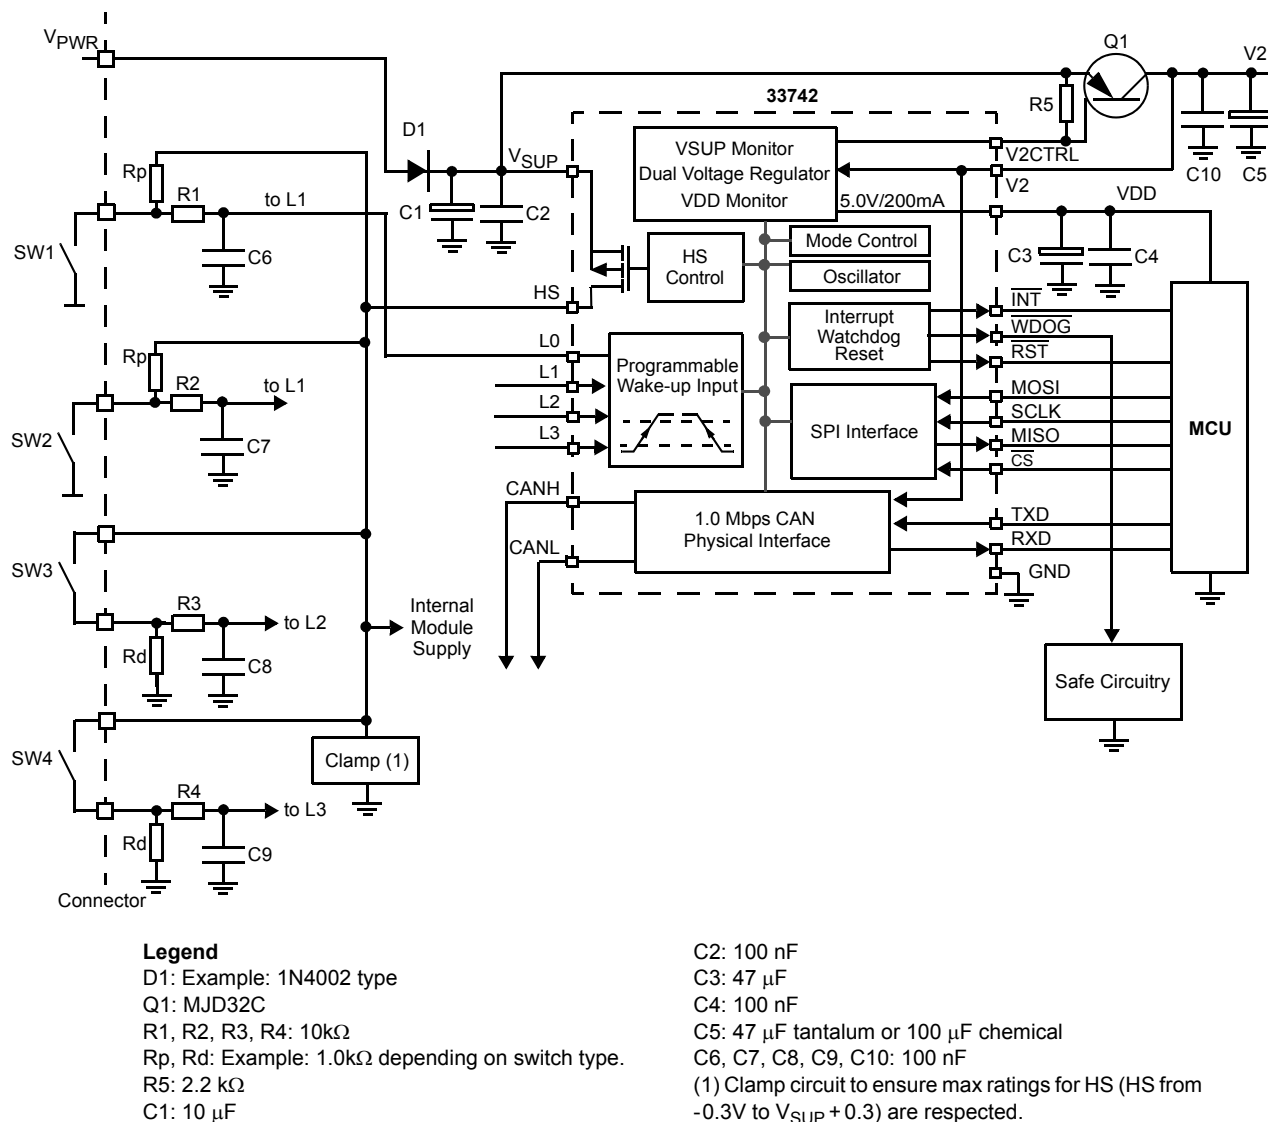 VPWR
Q1
V2
33742
R5
D1
VSUP
VSUP Monitor
Dual Voltage Regulator
VDD Monitor
V2CTRL
V2
C10
C5
Rp
R1
to L1
C1
C2
5.0V/200mA
VDD
SW1
C6
HS
Control
Mode Control
Oscillator
C3
C4
HS
INT
Interrupt
Watchdog
Reset
WDOG
RST
Rp
R2
to L1
L0
L1
L2
L3
Programmable
Wake-up Input
MOSI
SCLK
MISO
CS
SPI Interface
MCU
SW2
C7
CANH
CANL
1.0 Mbps CAN
Physical Interface
TXD
RXD
GND
SW3
R3
to L2
Rd
C8
Internal
Module
Supply
Safe Circuitry
SW4
Clamp (1)
R4
to L3
Rd
C9
Connector
Legend
D1: Example: 1N4002 type
Q1: MJD32C
R1, R2, R3, R4: 10kΩ
Rp, Rd: Example: 1.0kΩ depending on switch type.
R5: 2.2 kΩ
C1: 10 μF
C2: 100 nF
C3: 47 μF
C4: 100 nF
C5: 47 μF tantalum or 100 μF chemical
C6, C7, C8, C9, C10: 100 nF
(1) Clamp circuit to ensure max ratings for HS (HS from
-0.3V to VSUP + 0.3) are respected.